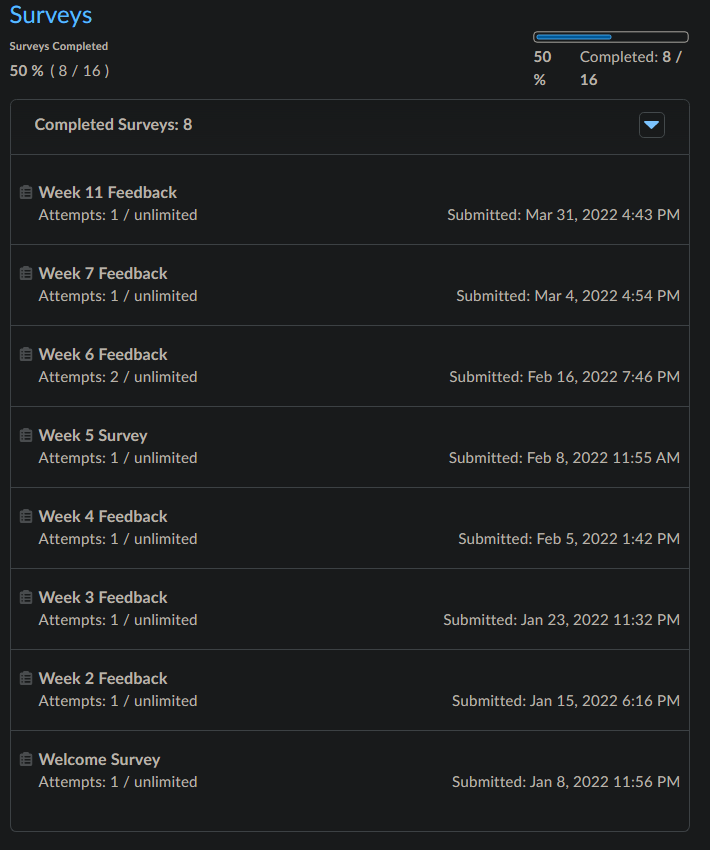 Surveys
Surveys Completed
50 % ( 8 / 16 )
50 % Completed: 8 / 16
Completed Surveys: 8
Week 11 Feedback
Attempts: 1 / unlimited Submitted: Mar 31, 2022 4:43 PM
Week 7 Feedback
Attempts: 1 / unlimited Submitted: Mar 4, 2022 4:54 PM
Week 6 Feedback
Attempts: 2 / unlimited Submitted: Feb 16, 2022 7:46 PM
Week 5 Survey
Attempts: 1 / unlimited Submitted: Feb 8, 2022 11:55 AM
Week 4 Feedback
Attempts: 1 / unlimited Submitted: Feb 5, 2022 1:42 PM
Week 3 Feedback
Attempts: 1 / unlimited Submitted: Jan 23, 2022 11:32 PM
Week 2 Feedback
Attempts: 1 / unlimited Submitted: Jan 15, 2022 6:16 PM
Welcome Survey
Attempts: 1 / unlimited Submitted: Jan 8, 2022 11:56 PM